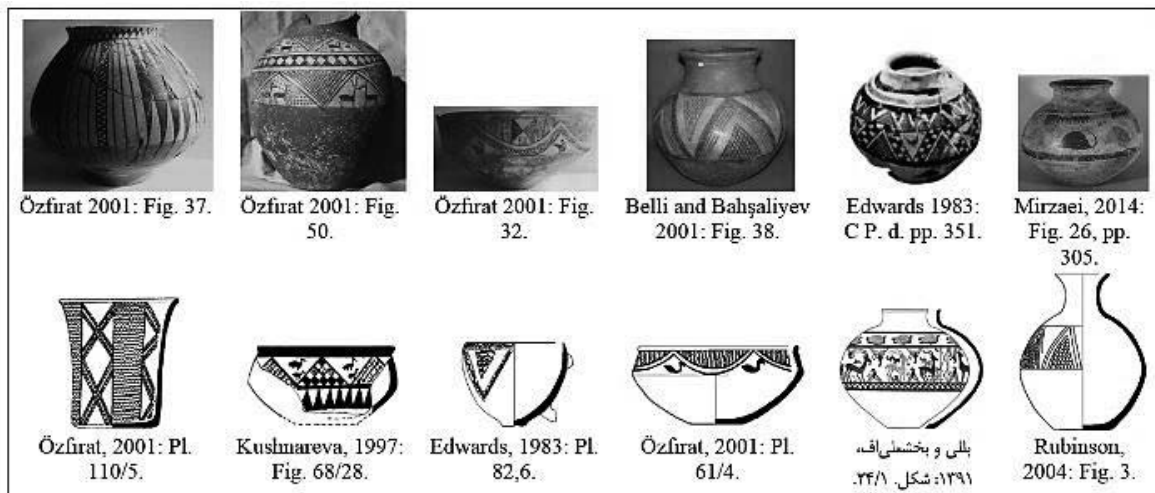 Özfırat 2001: Fig. 37.
Özfırat 2001: Fig.
50.
Özfırat 2001: Fig.
32.
Belli and Bahşaliyev
2001: Fig. 38.
Edwards 1983:
C P. d. pp. 351.
Mirzaei, 2014:
Fig. 26, pp.
305.
Özfırat, 2001: Pl.
110/5.
Kushnareva, 1997:
Fig. 68/28.
Edwards, 1983: Pl.
82,6.
Özfırat, 2001: Pl.
61/4.
بللی و بخشعلی‌اف،
۱۳۹۱: شکل. ۳۴/۱.
Rubinson,
2004: Fig. 3.